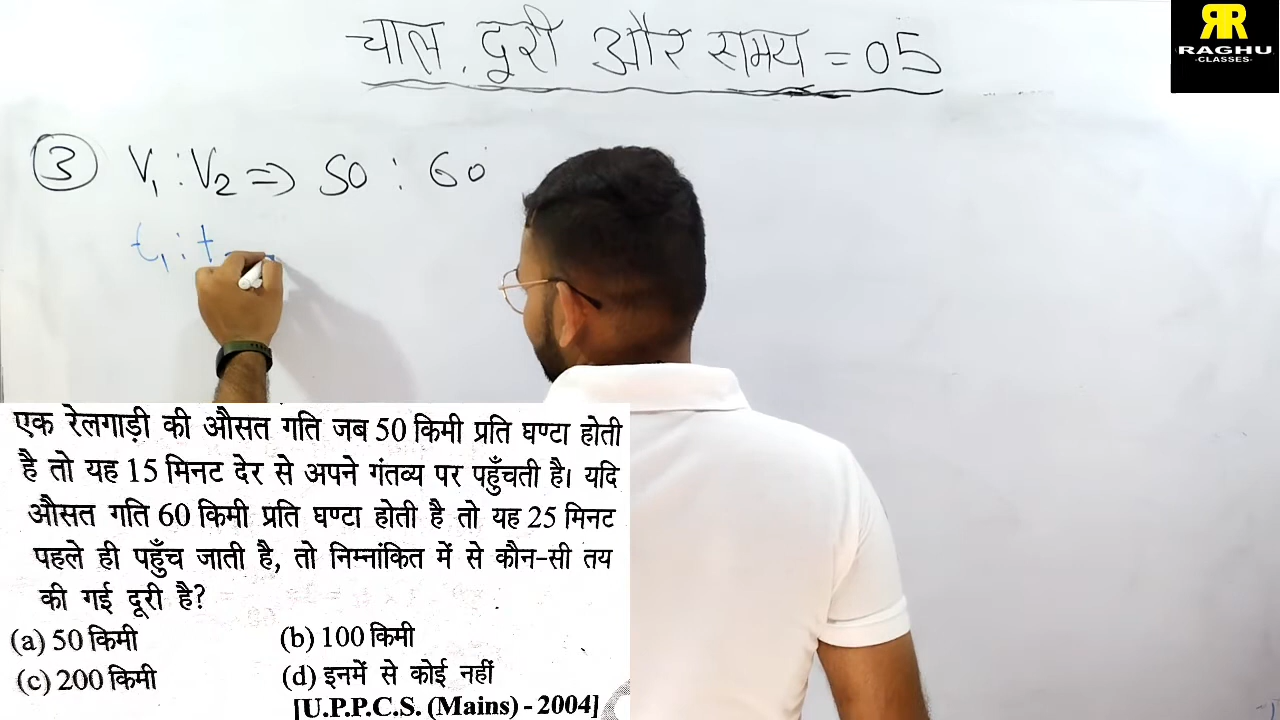 चाल, दूरी और समय = 05
RR
RAGHU
-CLASSES-
③ V₁ : V₂ ⇒ 50 : 60
t₁ : t
एक रेलगाड़ी की औसत गति जब 50 किमी प्रति घण्टा होती
है तो यह 15 मिनट देर से अपने गंतव्य पर पहुँचती है। यदि
औसत गति 60 किमी प्रति घण्टा होती है तो यह 25 मिनट
पहले ही पहुँच जाती है, तो निम्नांकित में से कौन-सी तय
की गई दूरी है?
(a) 50 किमी (b) 100 किमी
(c) 200 किमी (d) इनमें से कोई नहीं
[U.P.P.C.S. (Mains) - 2004]